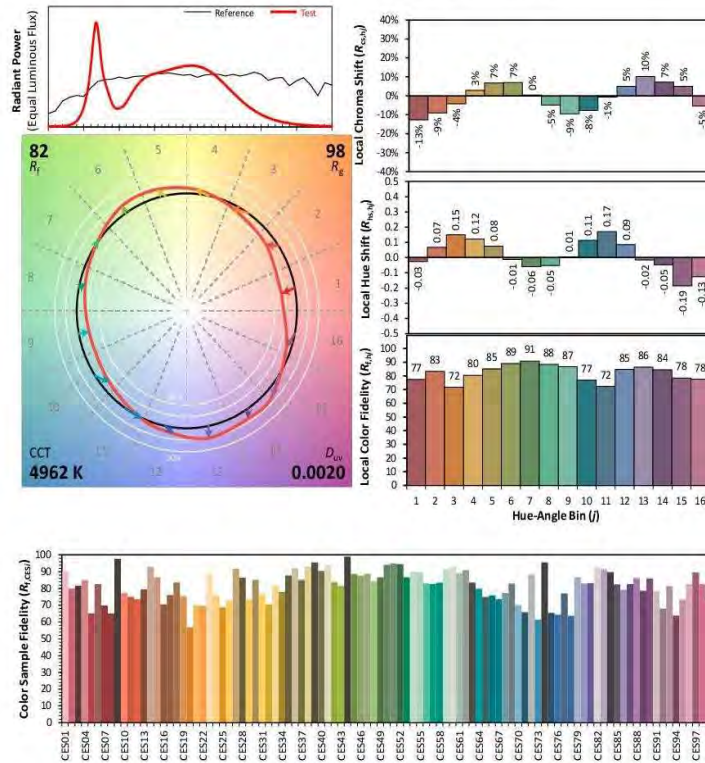 Reference
Test
Radiant Power
(Equal Luminous Flux)
82
Rf
98
Rg
5
4
6
3
7
2
8
1
9
16
10
CCT
4962 K
Duv
0.0020
Local Chroma Shift (Rcs,hj)
40%
30%
20%
10%
0%
-10%
-20%
-30%
-40%
-13%
-9%
-4%
3%
7%
7%
0%
-5%
-9%
-8%
-1%
5%
10%
7%
5%
-5%
Local Hue Shift (Rhs,hj)
0.5
0.4
0.3
0.2
0.1
0.0
-0.1
-0.2
-0.3
-0.4
-0.5
-0.03
0.07
0.15
0.12
0.08
-0.01
-0.06
-0.05
0.01
0.11
0.17
0.09
-0.02
-0.05
-0.19
-0.13
Local Color Fidelity (Rf,hj)
100
90
80
70
60
50
40
30
20
10
0
77
83
72
80
85
89
91
88
87
77
72
85
86
84
78
78
1 2 3 4 5 6 7 8 9 10 11 12 13 14 15 16
Hue-Angle Bin (j)
Color Sample Fidelity (Rf,CESi)
100
90
80
70
60
50
40
30
20
10
0
CES01
CES04
CES07
CES10
CES13
CES16
CES19
CES22
CES25
CES28
CES31
CES34
CES37
CES40
CES43
CES46
CES49
CES52
CES55
CES58
CES61
CES64
CES67
CES70
CES73
CES76
CES79
CES82
CES85
CES88
CES91
CES94
CES97